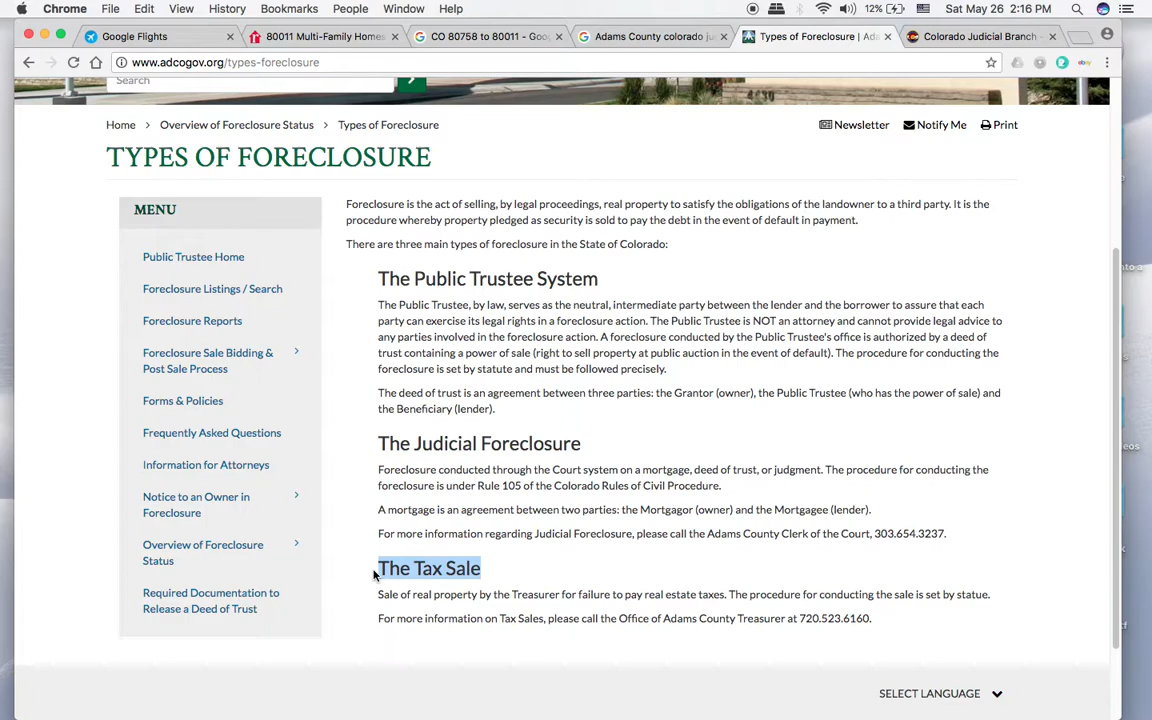 Chrome File Edit View History Bookmarks People Window Help 12% Sat May 26 2:16 PM
Google Flights 80011 Multi-Family Homes CO 80758 to 80011 - Goo Adams County colorado ju Types of Foreclosure | Ada Colorado Judicial Branch -
www.adcogov.org/types-foreclosure ebay
Search
Home > Overview of Foreclosure Status > Types of Foreclosure Newsletter Notify Me Print
TYPES OF FORECLOSURE
MENU
Public Trustee Home
Foreclosure Listings / Search
Foreclosure Reports
Foreclosure Sale Bidding &
Post Sale Process
Forms & Policies
Frequently Asked Questions
Information for Attorneys
Notice to an Owner in
Foreclosure
Overview of Foreclosure
Status
Required Documentation to
Release a Deed of Trust
Foreclosure is the act of selling, by legal proceedings, real property to satisfy the obligations of the landowner to a third party. It is the
procedure whereby property pledged as security is sold to pay the debt in the event of default in payment.
There are three main types of foreclosure in the State of Colorado:
The Public Trustee System
The Public Trustee, by law, serves as the neutral, intermediate party between the lender and the borrower to assure that each
party can exercise its legal rights in a foreclosure action. The Public Trustee is NOT an attorney and cannot provide legal advice to
any parties involved in the foreclosure action. A foreclosure conducted by the Public Trustee's office is authorized by a deed of
trust containing a power of sale (right to sell property at public auction in the event of default). The procedure for conducting the
foreclosure is set by statute and must be followed precisely.
The deed of trust is an agreement between three parties: the Grantor (owner), the Public Trustee (who has the power of sale) and
the Beneficiary (lender).
The Judicial Foreclosure
Foreclosure conducted through the Court system on a mortgage, deed of trust, or judgment. The procedure for conducting the
foreclosure is under Rule 105 of the Colorado Rules of Civil Procedure.
A mortgage is an agreement between two parties: the Mortgagor (owner) and the Mortgagee (lender).
For more information regarding Judicial Foreclosure, please call the Adams County Clerk of the Court, 303.654.3237.
The Tax Sale
Sale of real property by the Treasurer for failure to pay real estate taxes. The procedure for conducting the sale is set by statue.
For more information on Tax Sales, please call the Office of Adams County Treasurer at 720.523.6160.
SELECT LANGUAGE